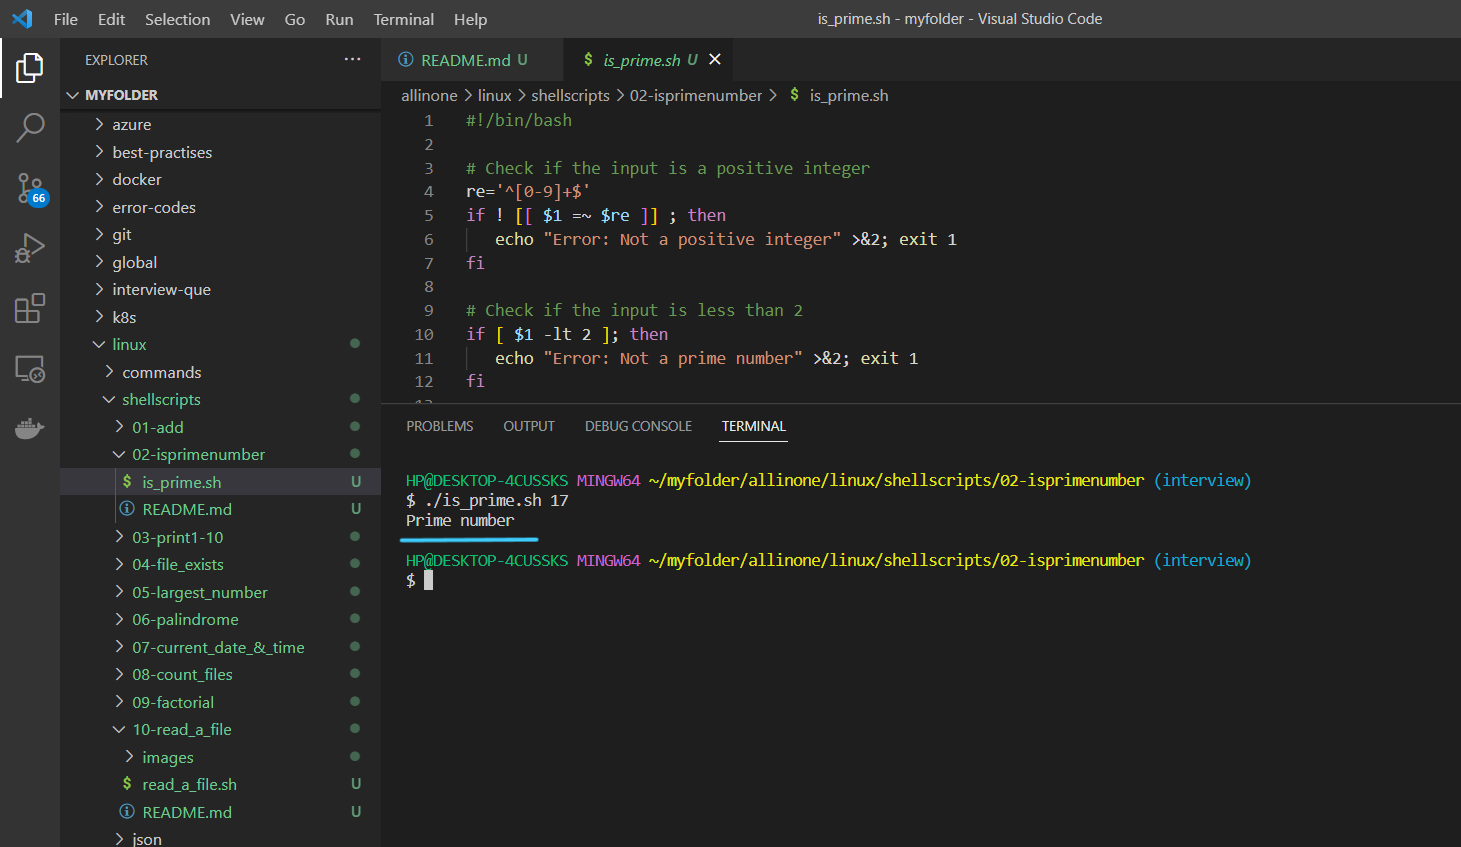 File Edit Selection View Go Run Terminal Help
is_prime.sh - myfolder - Visual Studio Code
EXPLORER
MYFOLDER
azure
best-practises
docker
error-codes
git
global
interview-que
k8s
linux
commands
shellscripts
01-add
02-isprimenumber
$ is_prime.sh U
README.md U
03-print1-10
04-file_exists
05-largest_number
06-palindrome
07-current_date_&_time
08-count_files
09-factorial
10-read_a_file
images
$ read_a_file.sh U
README.md U
json
66
README.md U
$ is_prime.sh U
allinone > linux > shellscripts > 02-isprimenumber > $ is_prime.sh
1 #!/bin/bash
2
3 # Check if the input is a positive integer
4 re='^[0-9]+$'
5 if ! [[ $1 =~ $re ]] ; then
6 echo "Error: Not a positive integer" >&2; exit 1
7 fi
8
9 # Check if the input is less than 2
10 if [ $1 -lt 2 ]; then
11 echo "Error: Not a prime number" >&2; exit 1
12 fi
PROBLEMS OUTPUT DEBUG CONSOLE TERMINAL
HP@DESKTOP-4CUSSKS MINGW64 ~/myfolder/allinone/linux/shellscripts/02-isprimenumber (interview)
$ ./is_prime.sh 17
Prime number
HP@DESKTOP-4CUSSKS MINGW64 ~/myfolder/allinone/linux/shellscripts/02-isprimenumber (interview)
$